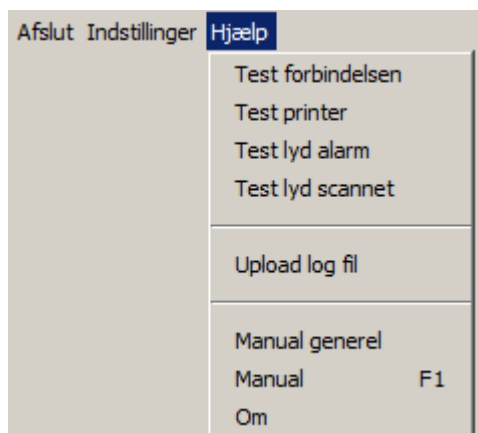 Afslut Indstillinger Hjælp
Test forbindelsen
Test printer
Test lyd alarm
Test lyd scannet
Upload log fil
Manual generel
Manual F1
Om